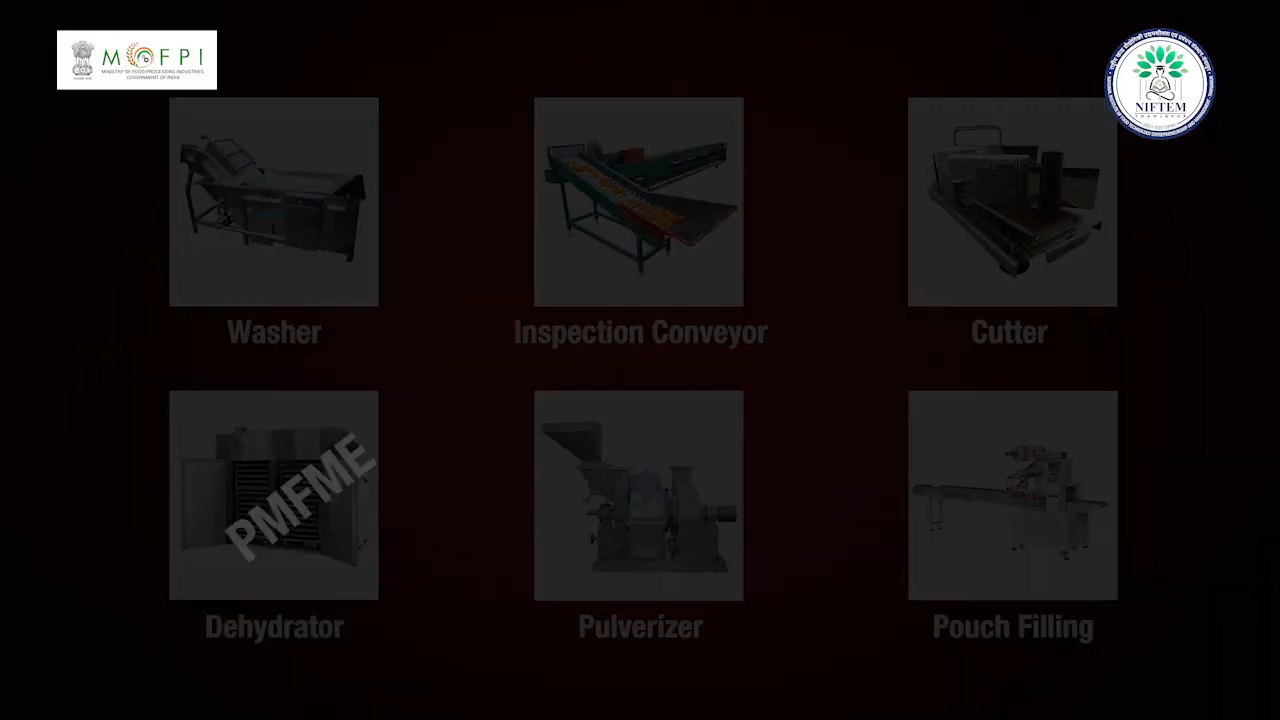 MOFPI
MINISTRY OF FOOD PROCESSING INDUSTRIES
GOVERNMENT OF INDIA
NIFTEM
THANJAVUR
Washer
Inspection Conveyor
Cutter
PMFME
Dehydrator
Pulverizer
Pouch Filling